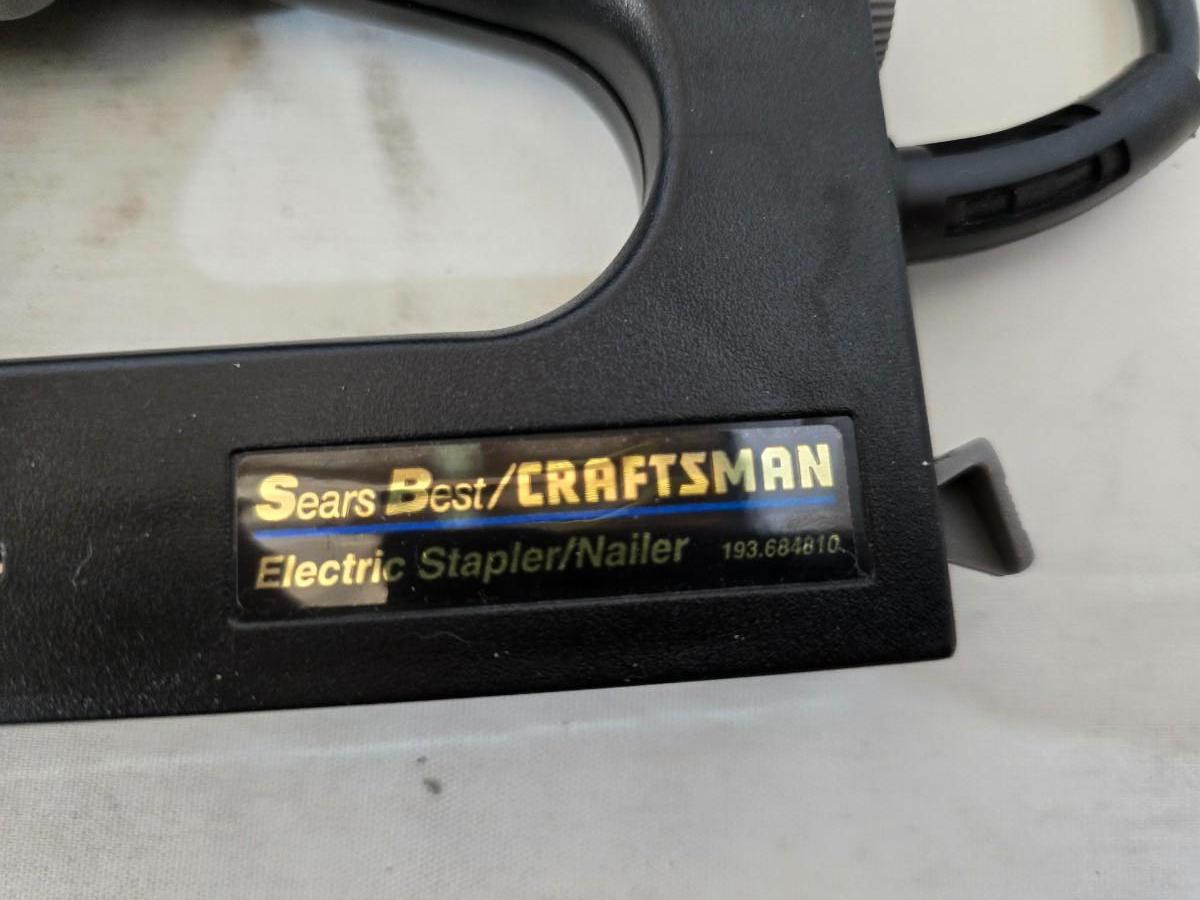 Sears Best/CRAFTSMAN
Electric Stapler/Nailer 193.684810